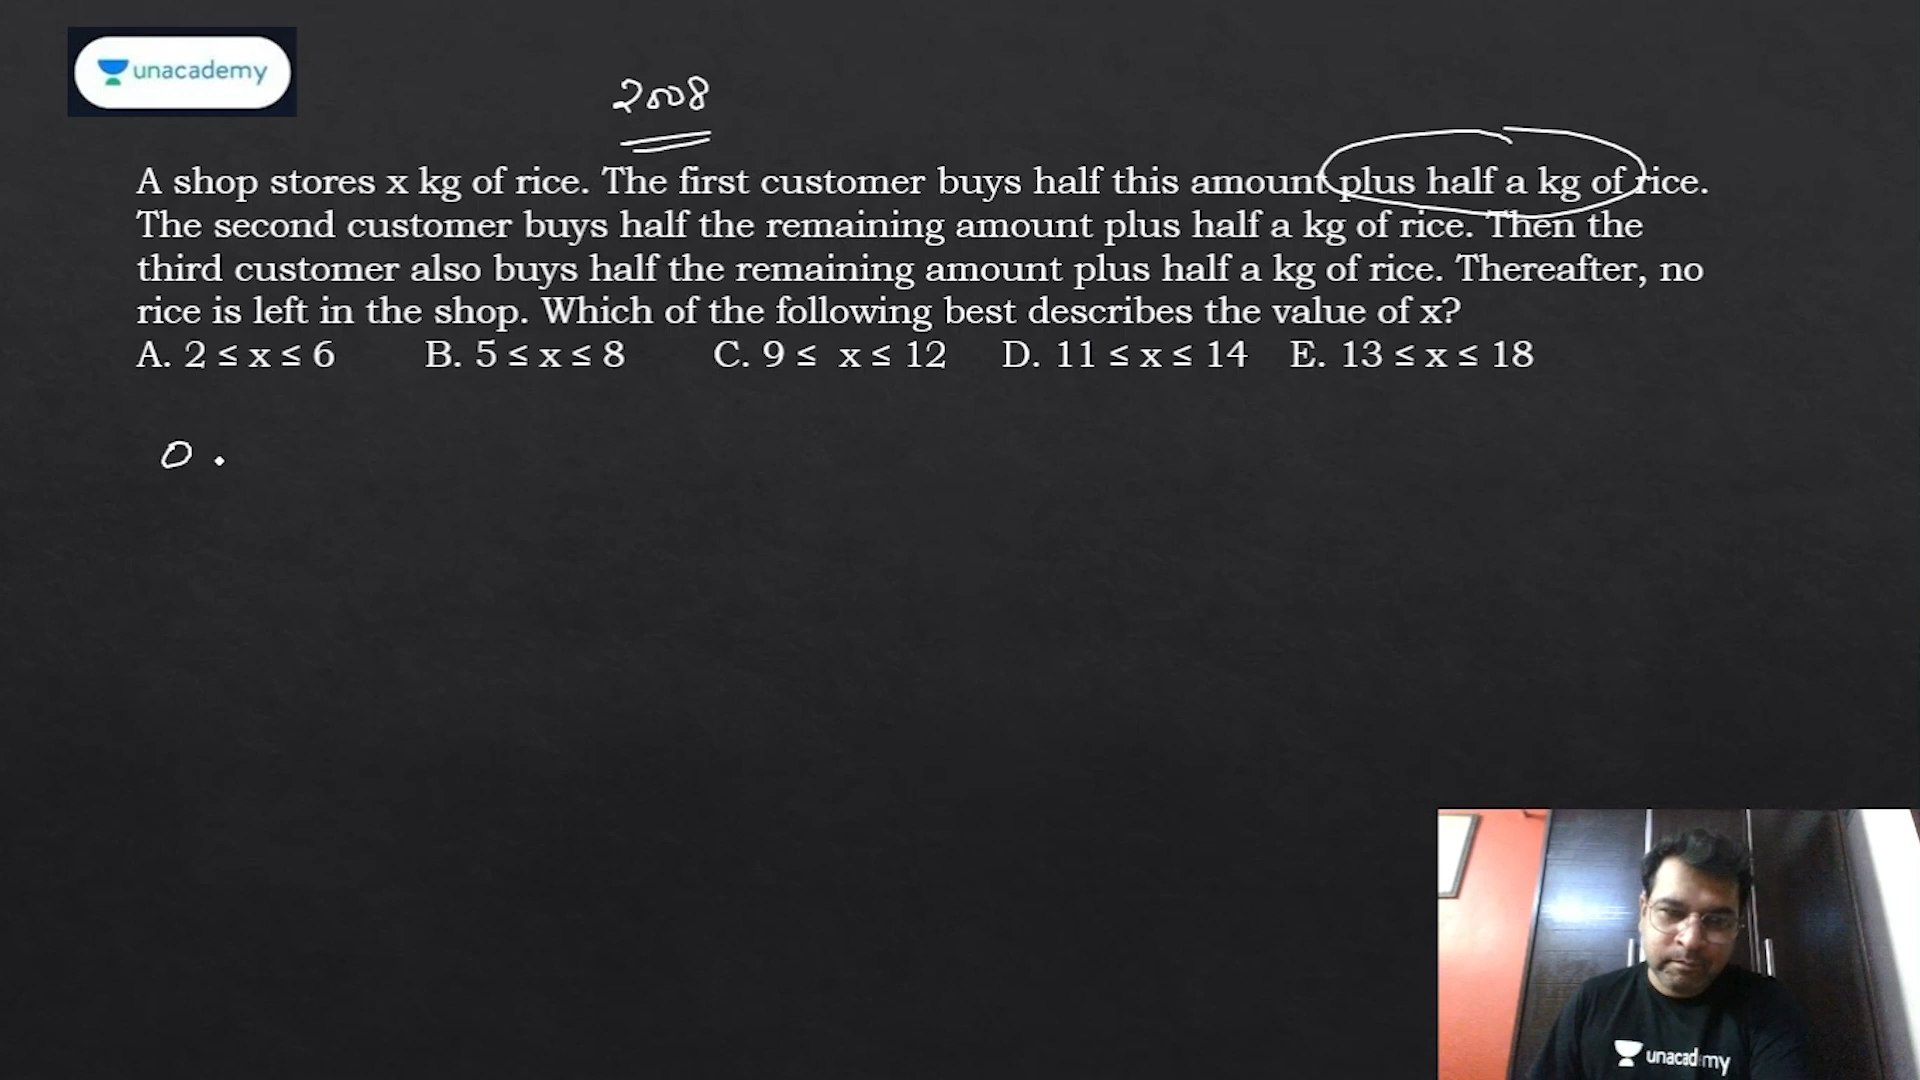 unacademy
2008
A shop stores x kg of rice. The first customer buys half this amount plus half a kg of rice.
The second customer buys half the remaining amount plus half a kg of rice. Then the
third customer also buys half the remaining amount plus half a kg of rice. Thereafter, no
rice is left in the shop. Which of the following best describes the value of x?
A. 2 ≤ x ≤ 6 B. 5 ≤ x ≤ 8 C. 9 ≤ x ≤ 12 D. 11 ≤ x ≤ 14 E. 13 ≤ x ≤ 18
0 .
unacademy